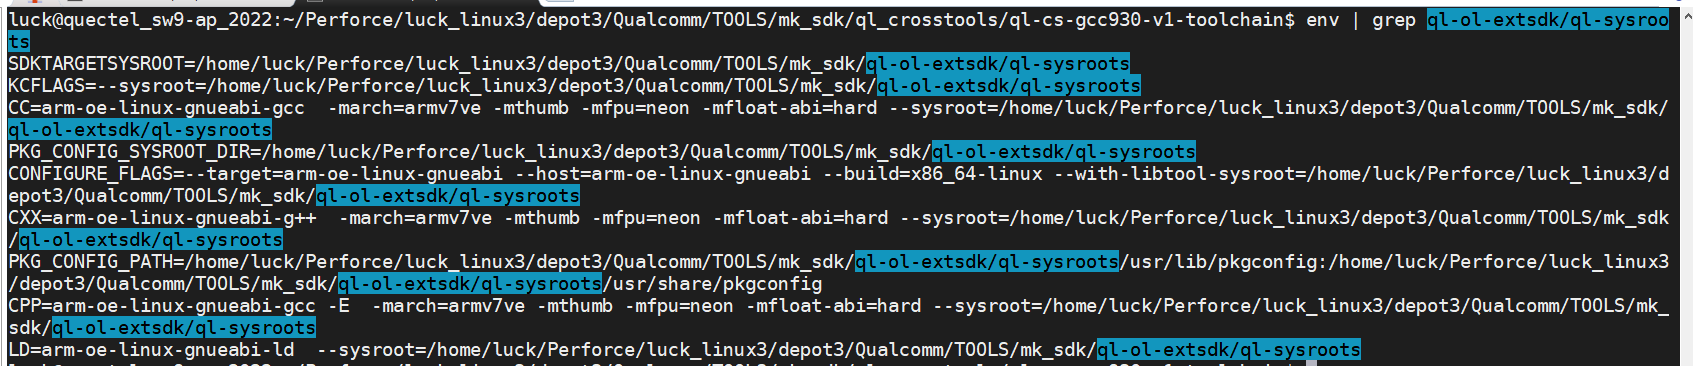 luck@quectel_sw9-ap_2022:~/Perforce/luck_linux3/depot3/Qualcomm/TOOLS/mk_sdk/ql_crosstools/ql-cs-gcc930-v1-toolchain$ env | grep ql-ol-extsdk/ql-sysroo
ts
SDKTARGETSYSROOT=/home/luck/Perforce/luck_linux3/depot3/Qualcomm/TOOLS/mk_sdk/ql-ol-extsdk/ql-sysroots
KCFLAGS=--sysroot=/home/luck/Perforce/luck_linux3/depot3/Qualcomm/TOOLS/mk_sdk/ql-ol-extsdk/ql-sysroots
CC=arm-oe-linux-gnueabi-gcc  -march=armv7ve -mthumb -mfpu=neon -mfloat-abi=hard --sysroot=/home/luck/Perforce/luck_linux3/depot3/Qualcomm/TOOLS/mk_sdk/
ql-ol-extsdk/ql-sysroots
PKG_CONFIG_SYSROOT_DIR=/home/luck/Perforce/luck_linux3/depot3/Qualcomm/TOOLS/mk_sdk/ql-ol-extsdk/ql-sysroots
CONFIGURE_FLAGS=--target=arm-oe-linux-gnueabi --host=arm-oe-linux-gnueabi --build=x86_64-linux --with-libtool-sysroot=/home/luck/Perforce/luck_linux3/d
epot3/Qualcomm/TOOLS/mk_sdk/ql-ol-extsdk/ql-sysroots
CXX=arm-oe-linux-gnueabi-g++  -march=armv7ve -mthumb -mfpu=neon -mfloat-abi=hard --sysroot=/home/luck/Perforce/luck_linux3/depot3/Qualcomm/TOOLS/mk_sdk
/ql-ol-extsdk/ql-sysroots
PKG_CONFIG_PATH=/home/luck/Perforce/luck_linux3/depot3/Qualcomm/TOOLS/mk_sdk/ql-ol-extsdk/ql-sysroots/usr/lib/pkgconfig:/home/luck/Perforce/luck_linux3
/depot3/Qualcomm/TOOLS/mk_sdk/ql-ol-extsdk/ql-sysroots/usr/share/pkgconfig
CPP=arm-oe-linux-gnueabi-gcc -E  -march=armv7ve -mthumb -mfpu=neon -mfloat-abi=hard --sysroot=/home/luck/Perforce/luck_linux3/depot3/Qualcomm/TOOLS/mk_
sdk/ql-ol-extsdk/ql-sysroots
LD=arm-oe-linux-gnueabi-ld  --sysroot=/home/luck/Perforce/luck_linux3/depot3/Qualcomm/TOOLS/mk_sdk/ql-ol-extsdk/ql-sysroots